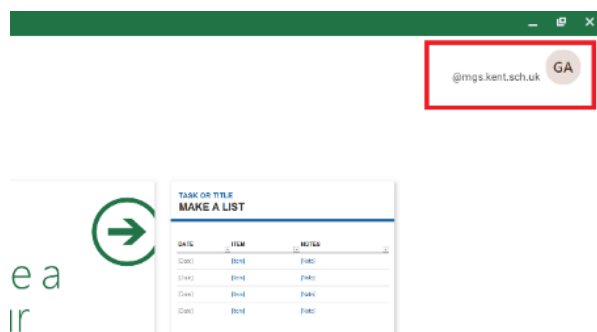 @mgs.kent.sch.uk
GA
TASK OR TITLE
MAKE A LIST
DATE ITEM NOTES
[Date] [Item] [Note]
[Date] [Item] [Note]
[Date] [Item] [Note]
[Date] [Item] [Note]
e a
ur